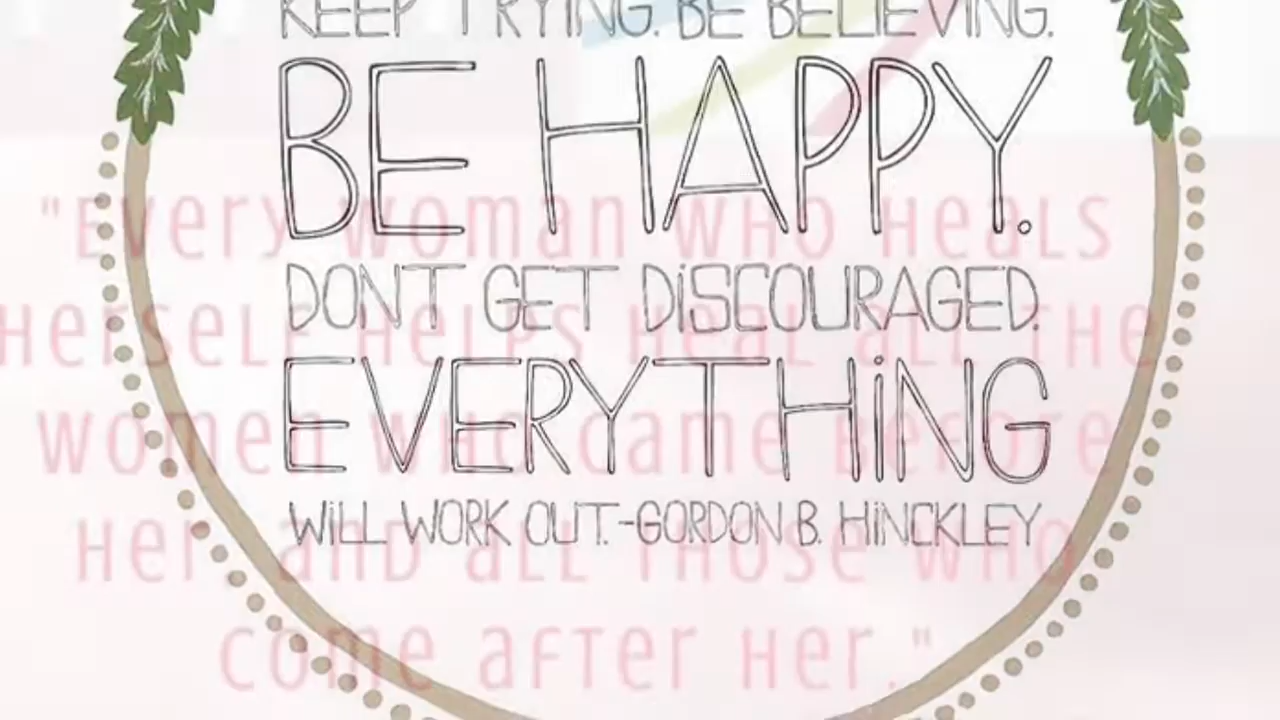 KEEP TRYING. BE BELIEVING.
BE HAPPY.
DON'T GET DISCOURAGED.
EVERYTHING
WiLL WORK OUT.-GORDON B. HiNCKLEY
"Every woman who heals
herself helps heal all the
women who came before
her and all those who
come after her."